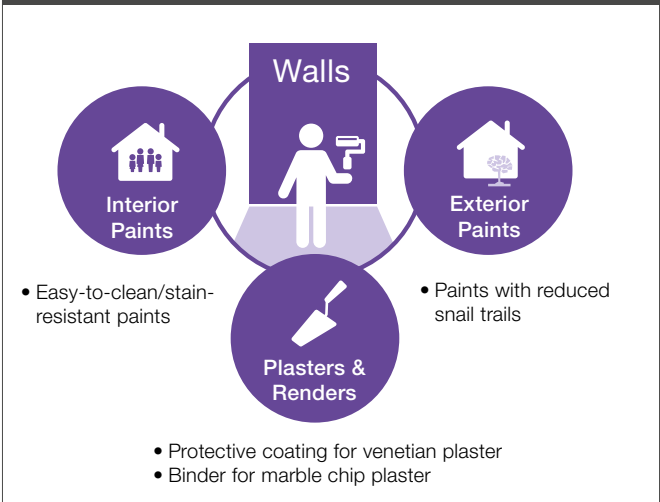 Walls
Interior
Paints
Exterior
Paints
• Easy-to-clean/stain-
resistant paints
• Paints with reduced
snail trails
Plasters &
Renders
• Protective coating for venetian plaster
• Binder for marble chip plaster